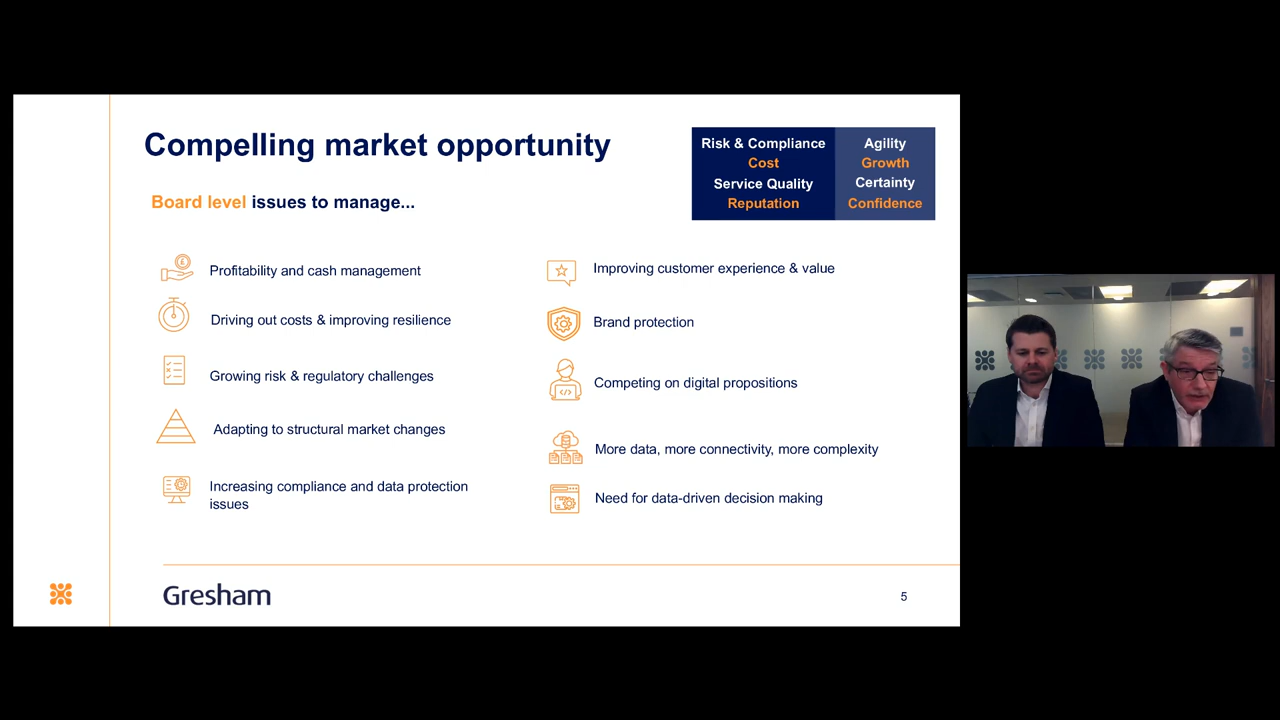 Compelling market opportunity
Board level issues to manage...
Risk & Compliance
Cost
Service Quality
Reputation
Agility
Growth
Certainty
Confidence
Profitability and cash management
Driving out costs & improving resilience
Growing risk & regulatory challenges
Adapting to structural market changes
Increasing compliance and data protection
issues
Improving customer experience & value
Brand protection
Competing on digital propositions
More data, more connectivity, more complexity
Need for data-driven decision making
Gresham
5